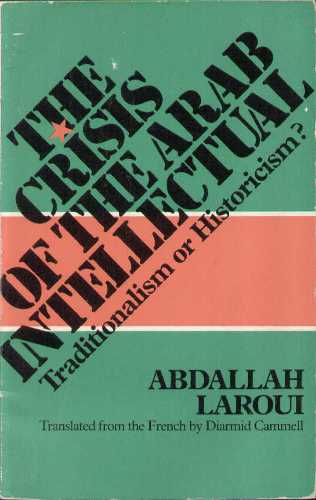 THE
CRISIS
OF THE ARAB
INTELLECTUAL
Traditionalism or Historicism?
ABDALLAH
LAROUI
Translated from the French by Diarmid Cammell